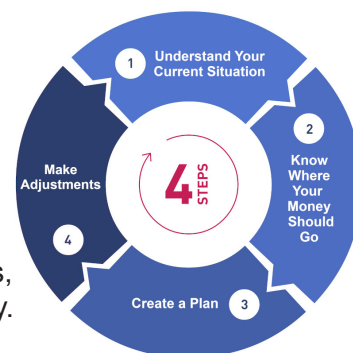 1
Understand Your
Current Situation
2
Know
Where
Your
Money
Should
Go
Create a Plan
3
Make
Adjustments
4
4
STEPS